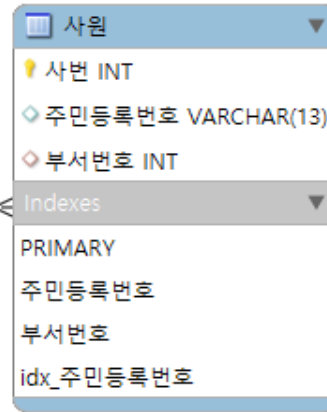 사원
사번 INT
주민등록번호 VARCHAR(13)
부서번호 INT
Indexes
PRIMARY
주민등록번호
부서번호
idx_주민등록번호